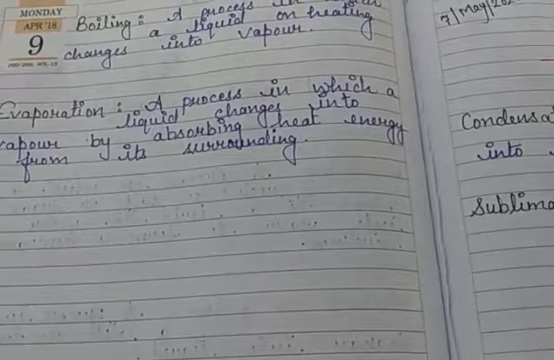 MONDAY
APR '18
9
Boiling : A process in
a liquid on heating
changes into vapour.
Evaporation : A process in which a
liquid changes into
vapour by absorbing heat energy
from its surrounding.
7/May/202
Condensa
into
Sublima